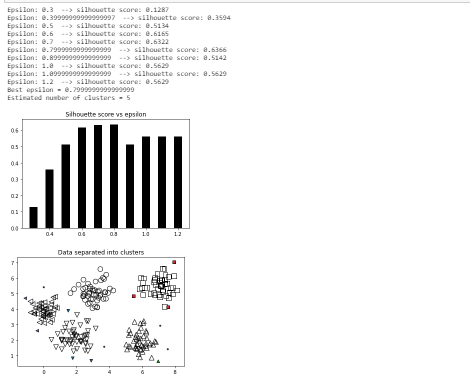 Epsilon: 0.3 --> silhouette score: 0.1287
Epsilon: 0.3999999999999997 --> silhouette score: 0.3594
Epsilon: 0.5 --> silhouette score: 0.5134
Epsilon: 0.6 --> silhouette score: 0.6165
Epsilon: 0.7 --> silhouette score: 0.6322
Epsilon: 0.7999999999999999 --> silhouette score: 0.6366
Epsilon: 0.8999999999999999 --> silhouette score: 0.5142
Epsilon: 1.0 --> silhouette score: 0.5629
Epsilon: 1.0999999999999999 --> silhouette score: 0.5629
Epsilon: 1.2 --> silhouette score: 0.5629
Best epsilon = 0.7999999999999999
Estimated number of clusters = 5
Silhouette score vs epsilon
0.6
0.5
0.4
0.3
0.2
0.1
0.0
0.4 0.6 0.8 1.0 1.2
Data separated into clusters
7
6
5
4
3
2
1
0 2 4 6 8